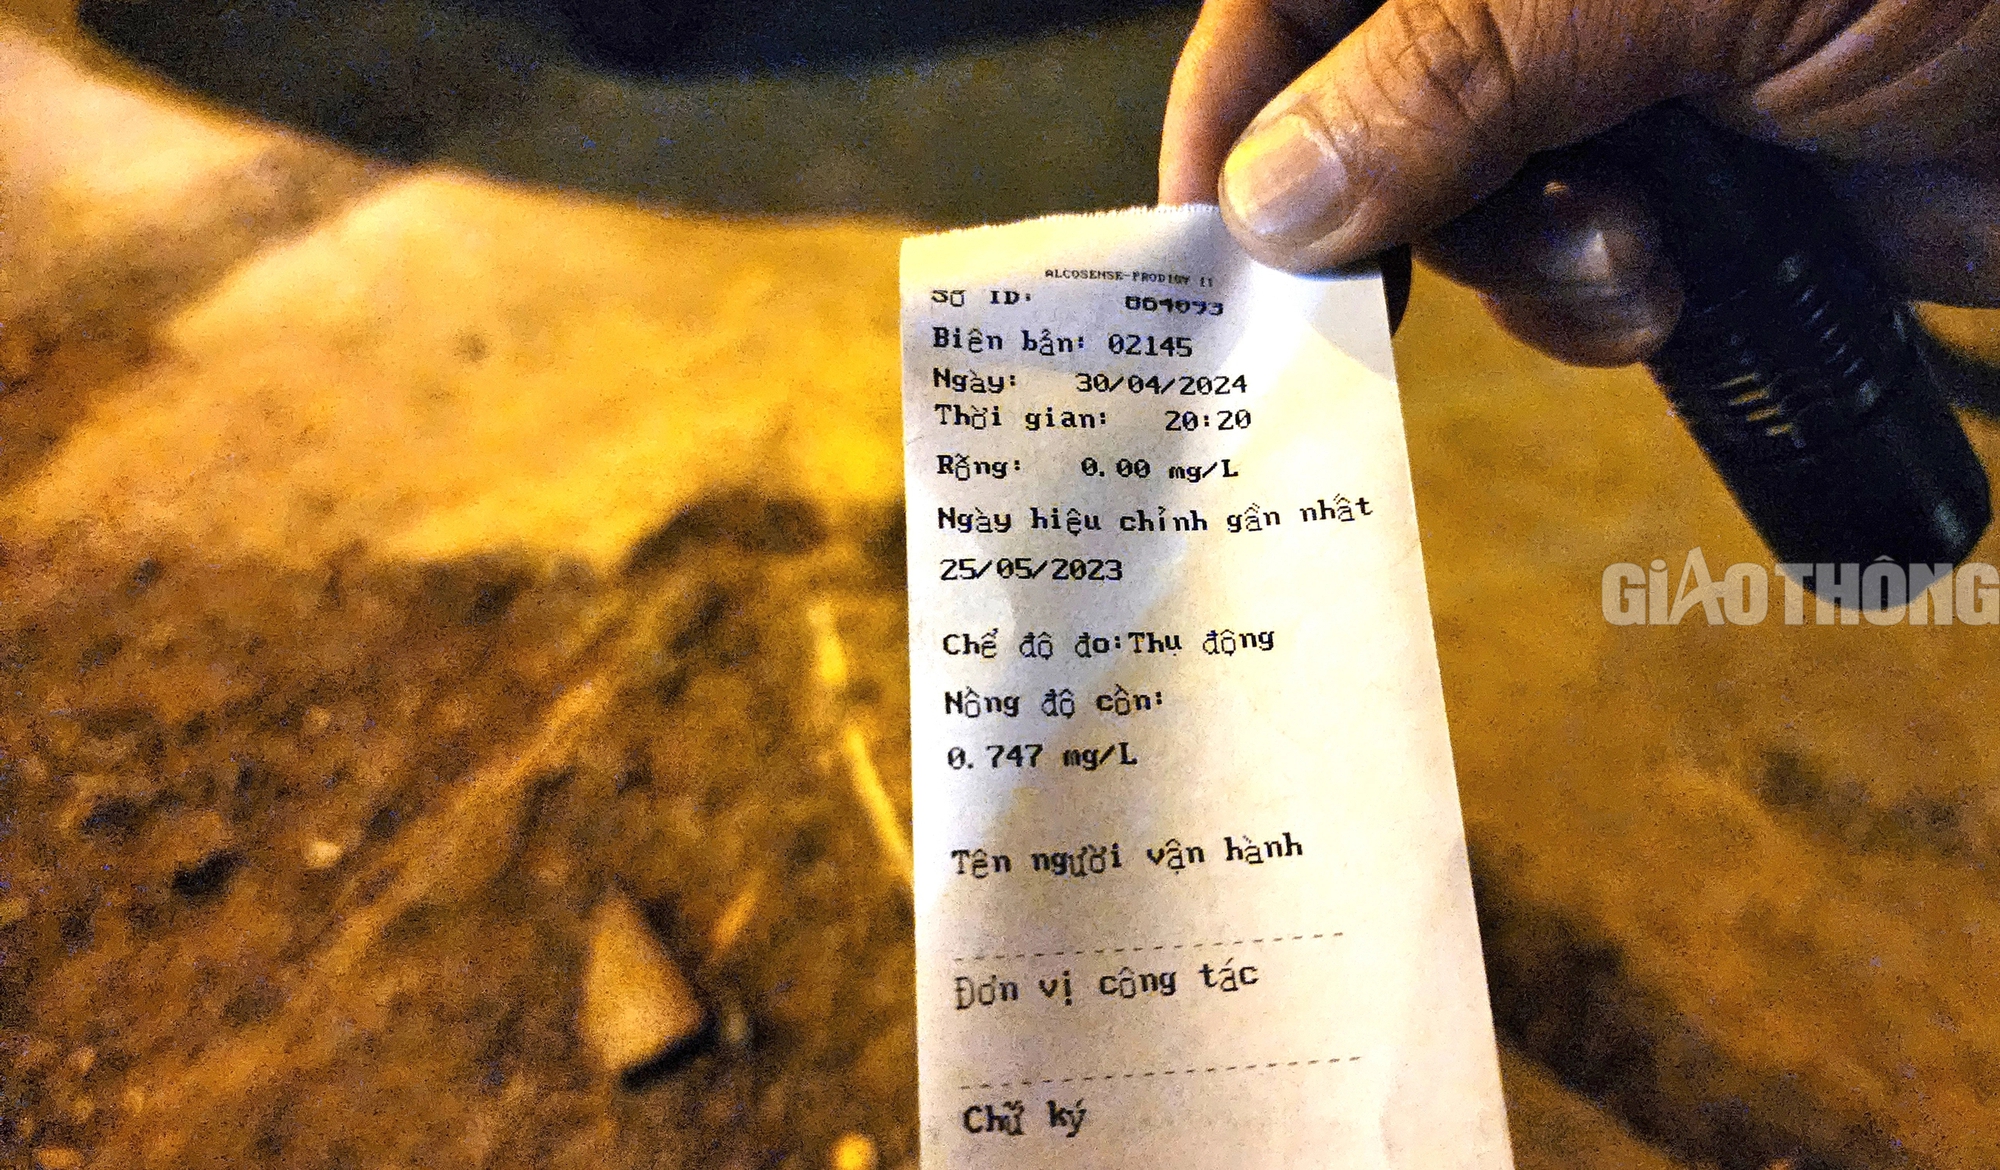 ALCOSENSE-PRODIGY II
Số ID: 064093
Biên bản: 02145
Ngày: 30/04/2024
Thời gian: 20:20
Rỗng: 0.00 mg/L
Ngày hiệu chỉnh gần nhất
25/05/2023
Chế độ đo:Thụ động
Nồng độ cồn:
0.747 mg/L
Tên người vận hành
Đơn vị công tác
Chữ ký
GIAO THÔNG